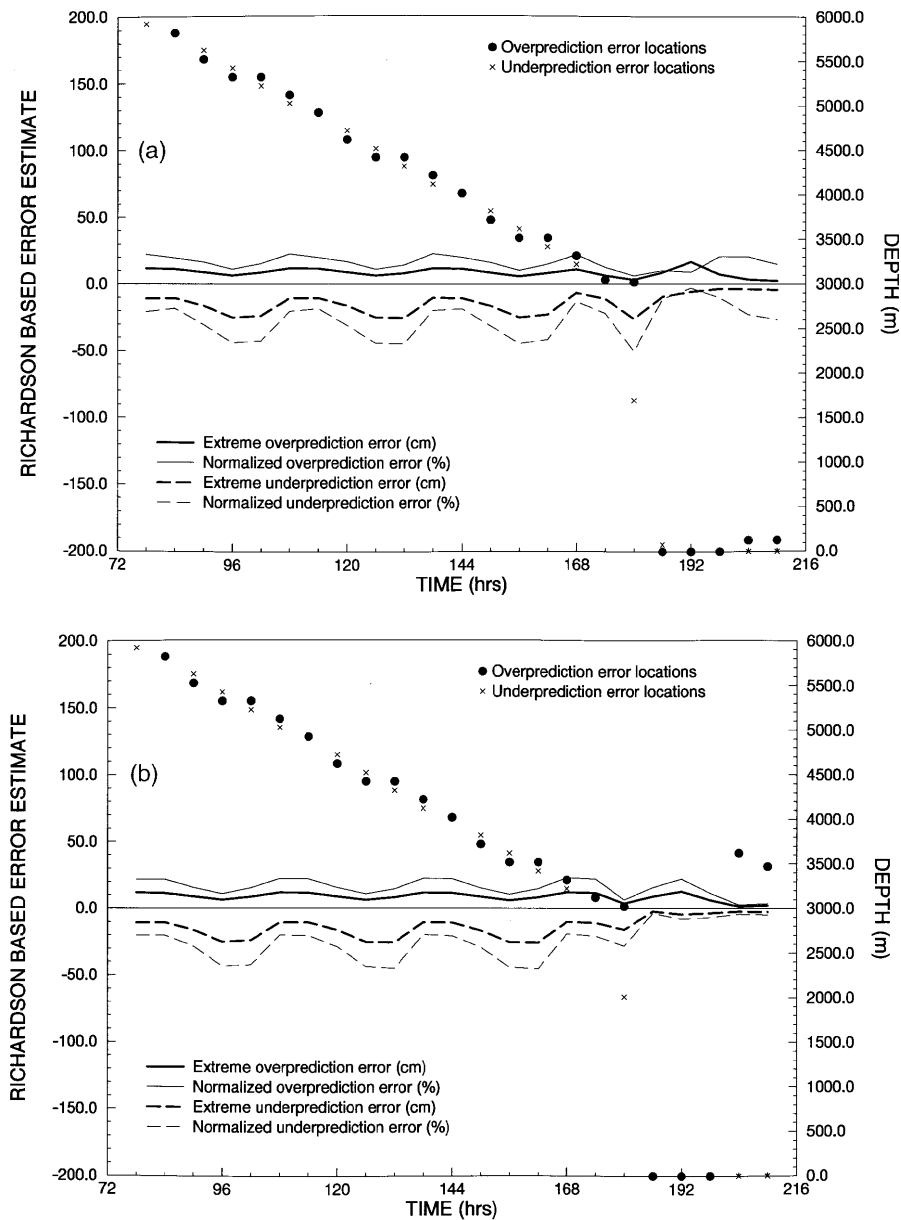 200.0
150.0
100.0
50.0
0.0
-50.0
-100.0
-150.0
-200.0
RICHARDSON BASED ERROR ESTIMATE
(a)
Overprediction error locations
× Underprediction error locations
Extreme overprediction error (cm)
Normalized overprediction error (%)
Extreme underprediction error (cm)
Normalized underprediction error (%)
6000.0
5500.0
5000.0
4500.0
4000.0
3500.0
3000.0
2500.0
2000.0
1500.0
1000.0
500.0
0.0
DEPTH (m)
72 96 120 144 168 192 216
TIME (hrs)
200.0
150.0
100.0
50.0
0.0
-50.0
-100.0
-150.0
-200.0
RICHARDSON BASED ERROR ESTIMATE
(b)
Overprediction error locations
× Underprediction error locations
Extreme overprediction error (cm)
Normalized overprediction error (%)
Extreme underprediction error (cm)
Normalized underprediction error (%)
6000.0
5500.0
5000.0
4500.0
4000.0
3500.0
3000.0
2500.0
2000.0
1500.0
1000.0
500.0
0.0
DEPTH (m)
72 96 120 144 168 192 216
TIME (hrs)